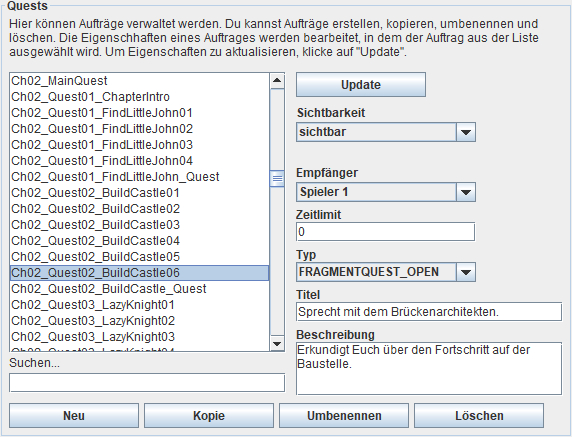 Quests
Hier können Aufträge verwaltet werden. Du kannst Aufträge erstellen, kopieren, umbenennen und
löschen. Die Eigenschhaften eines Auftrages werden bearbeitet, in dem der Auftrag aus der Liste
ausgewählt wird. Um Eigenschaften zu aktualisieren, klicke auf "Update".
Ch02_MainQuest
Ch02_Quest01_ChapterIntro
Ch02_Quest01_FindLittleJohn01
Ch02_Quest01_FindLittleJohn02
Ch02_Quest01_FindLittleJohn03
Ch02_Quest01_FindLittleJohn04
Ch02_Quest01_FindLittleJohn_Quest
Ch02_Quest02_BuildCastle01
Ch02_Quest02_BuildCastle02
Ch02_Quest02_BuildCastle03
Ch02_Quest02_BuildCastle04
Ch02_Quest02_BuildCastle05
Ch02_Quest02_BuildCastle06
Ch02_Quest02_BuildCastle_Quest
Ch02_Quest03_LazyKnight01
Ch02_Quest03_LazyKnight02
Ch02_Quest03_LazyKnight03
Ch02_Quest03_LazyKnight04
Suchen...
Update
Sichtbarkeit
sichtbar
Empfänger
Spieler 1
Zeitlimit
0
Typ
FRAGMENTQUEST_OPEN
Titel
Sprecht mit dem Brückenarchitekten.
Beschreibung
Erkundigt Euch über den Fortschritt auf der
Baustelle.
Neu
Kopie
Umbenennen
Löschen